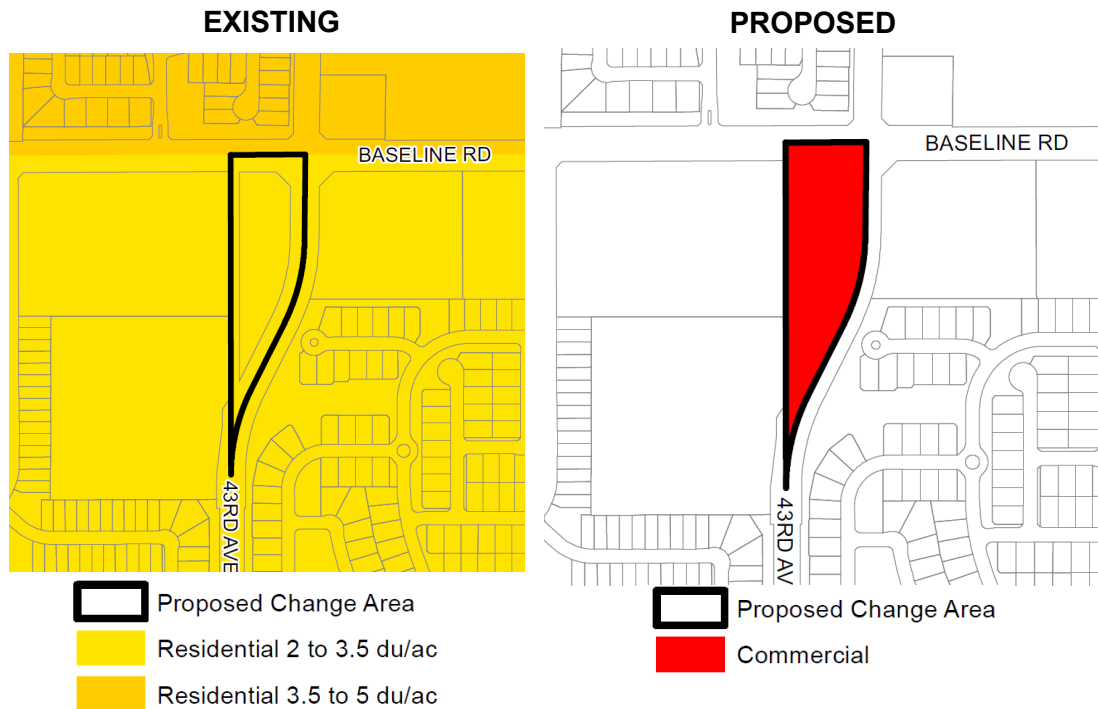 EXISTING
BASELINE RD
43RD AVE
Proposed Change Area
Residential 2 to 3.5 du/ac
Residential 3.5 to 5 du/ac
PROPOSED
BASELINE RD
43RD AV
Proposed Change Area
Commercial